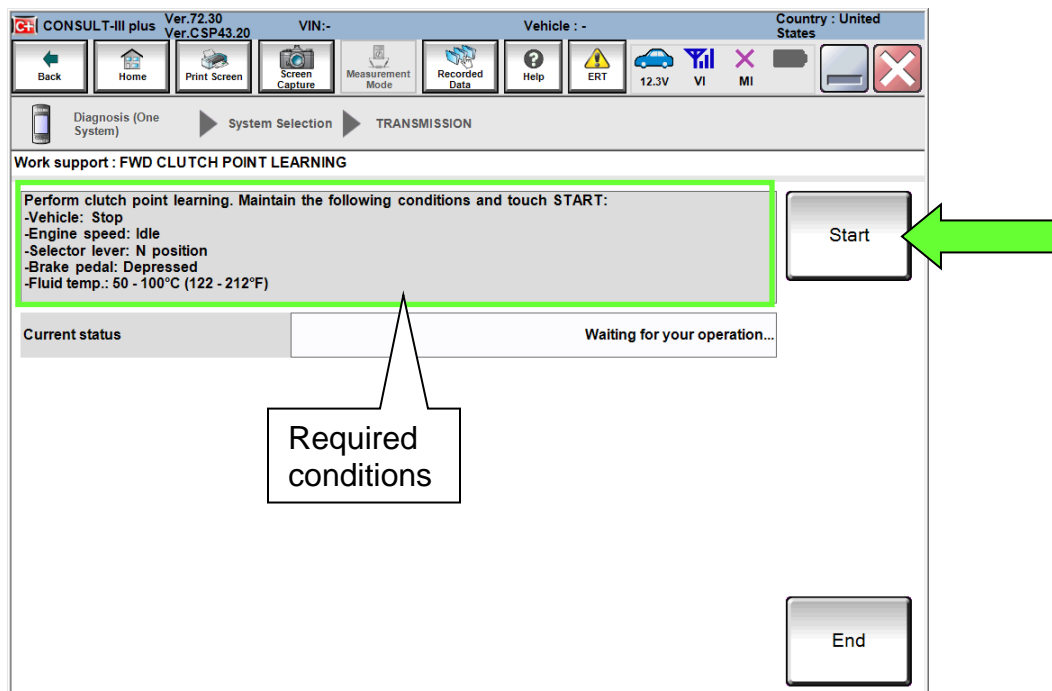 C+ CONSULT-III plus Ver.72.30 VIN:- Vehicle : - Country : United
Ver.CSP43.20 States
Back Home Print Screen Screen Capture Measurement Mode Recorded Data Help ERT 12.3V VI MI
Diagnosis (One System) System Selection TRANSMISSION
Work support : FWD CLUTCH POINT LEARNING
Perform clutch point learning. Maintain the following conditions and touch START:
-Vehicle: Stop
-Engine speed: Idle
-Selector lever: N position
-Brake pedal: Depressed
-Fluid temp.: 50 - 100°C (122 - 212°F)
Start
Current status Waiting for your operation...
Required
conditions
End